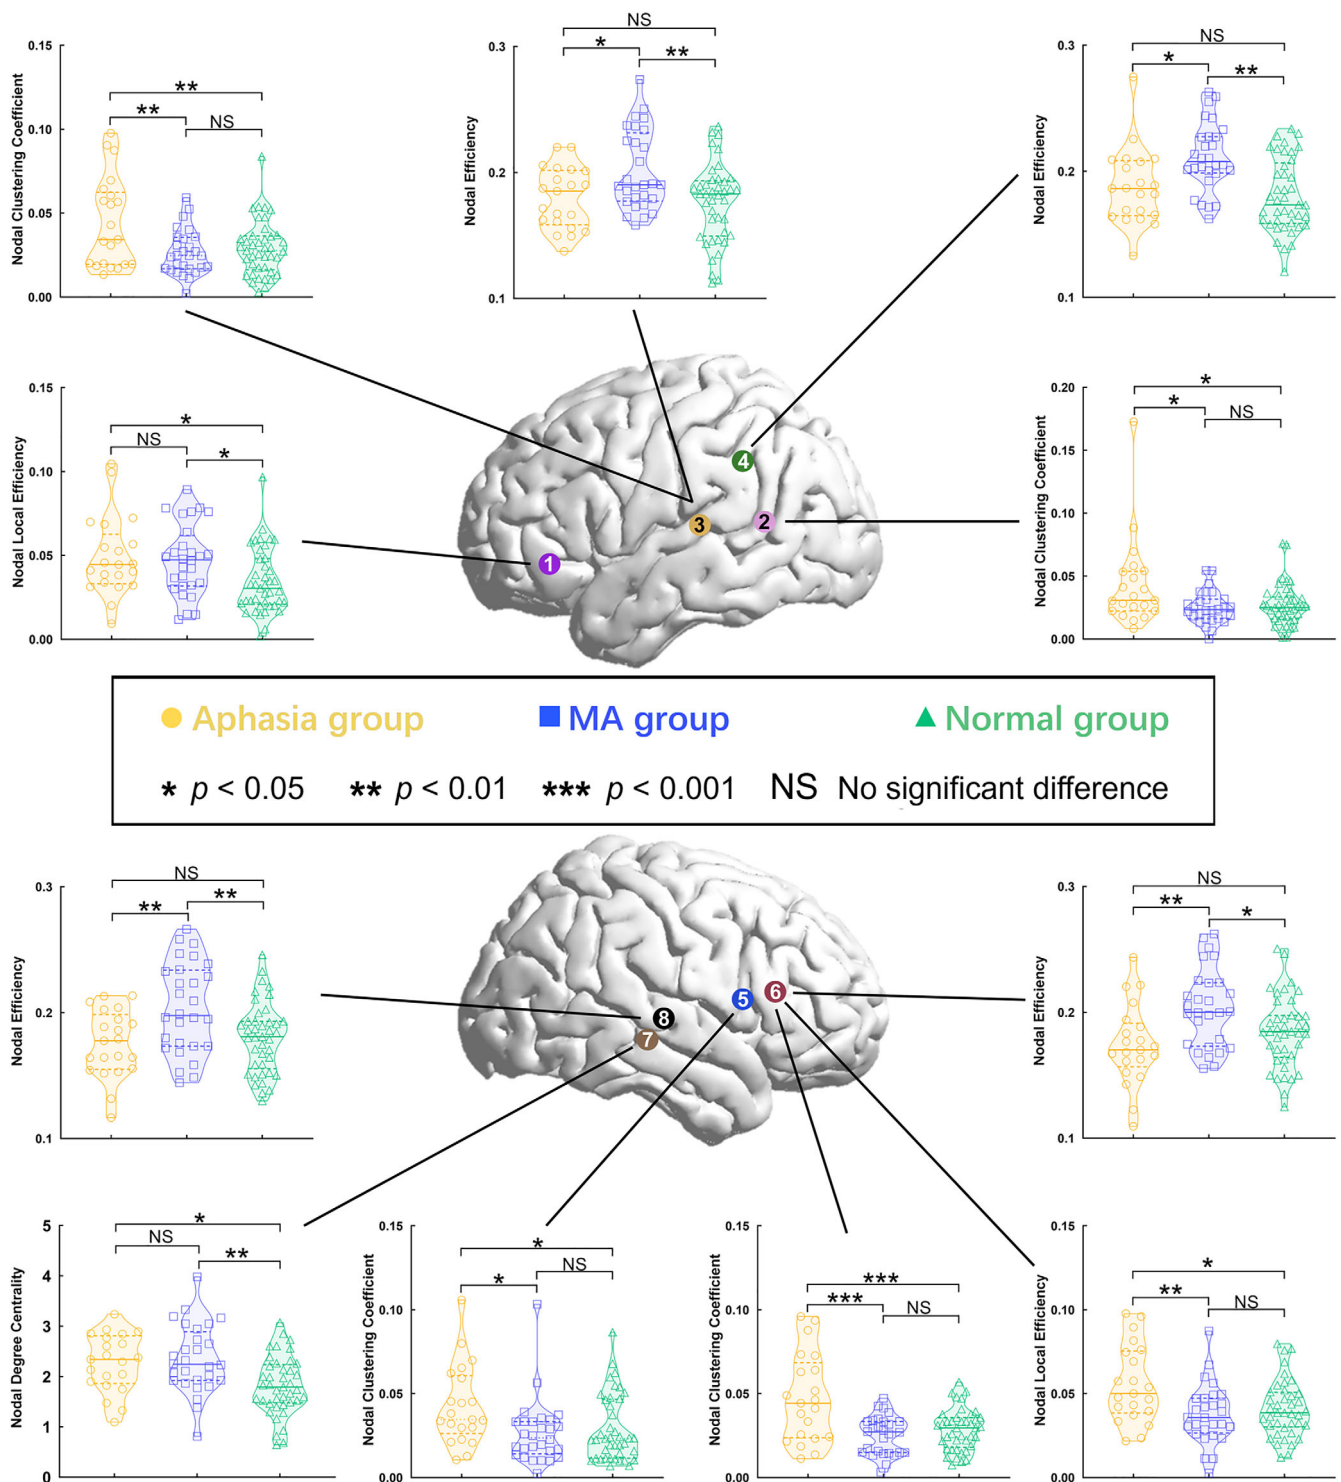 0.15
0.10
0.05
0.00
Nodal Clustering Coefficient
**
**
NS
0.3
0.2
0.1
Nodal Efficiency
NS
*
**
0.3
0.2
0.1
Nodal Efficiency
NS
*
**
0.15
0.10
0.05
0.00
Nodal Local Efficiency
*
NS
*
0.20
0.15
0.10
0.05
0.00
Nodal Clustering Coefficient
*
*
NS
4
3
2
1
Aphasia group
MA group
Normal group
* p < 0.05 ** p < 0.01 *** p < 0.001 NS No significant difference
0.3
0.2
0.1
Nodal Efficiency
NS
**
**
5
6
8
7
0.3
0.2
0.1
Nodal Efficiency
NS
**
*
5
4
3
2
1
0
Nodal Degree Centrality
*
NS
**
0.15
0.10
0.05
0.00
Nodal Clustering Coefficient
*
*
NS
0.15
0.10
0.05
0.00
Nodal Clustering Coefficient
***
***
NS
0.15
0.10
0.05
0.00
Nodal Local Efficiency
*
**
NS